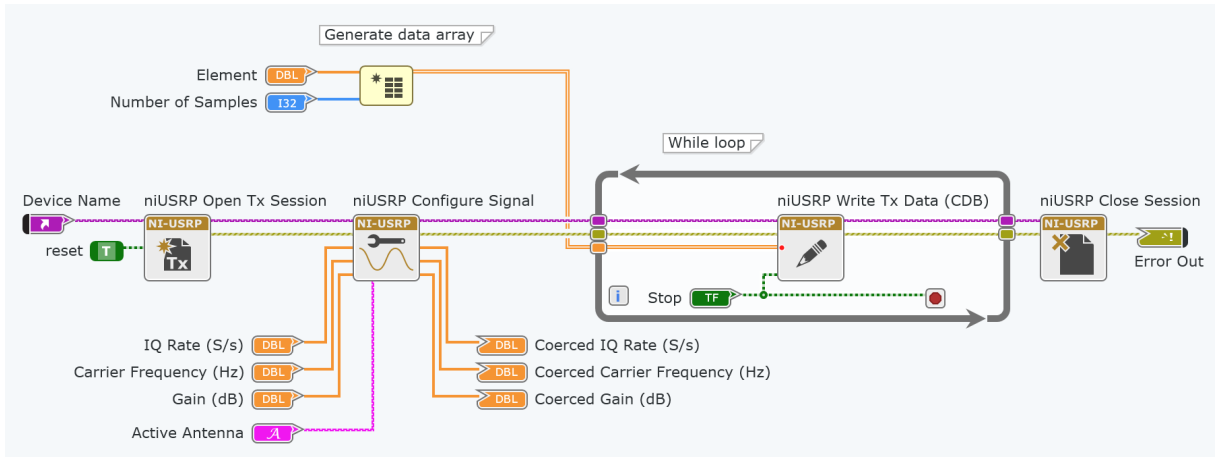 Generate data array
Element
DBL
Number of Samples
I32
While loop
Device Name
niUSRP Open Tx Session
niUSRP Configure Signal
niUSRP Write Tx Data (CDB)
niUSRP Close Session
NI-USRP
NI-USRP
NI-USRP
NI-USRP
reset
T
Tx
Error Out
i
Stop
TF
IQ Rate (S/s)
DBL
DBL
Coerced IQ Rate (S/s)
Carrier Frequency (Hz)
DBL
DBL
Coerced Carrier Frequency (Hz)
Gain (dB)
DBL
DBL
Coerced Gain (dB)
Active Antenna
A